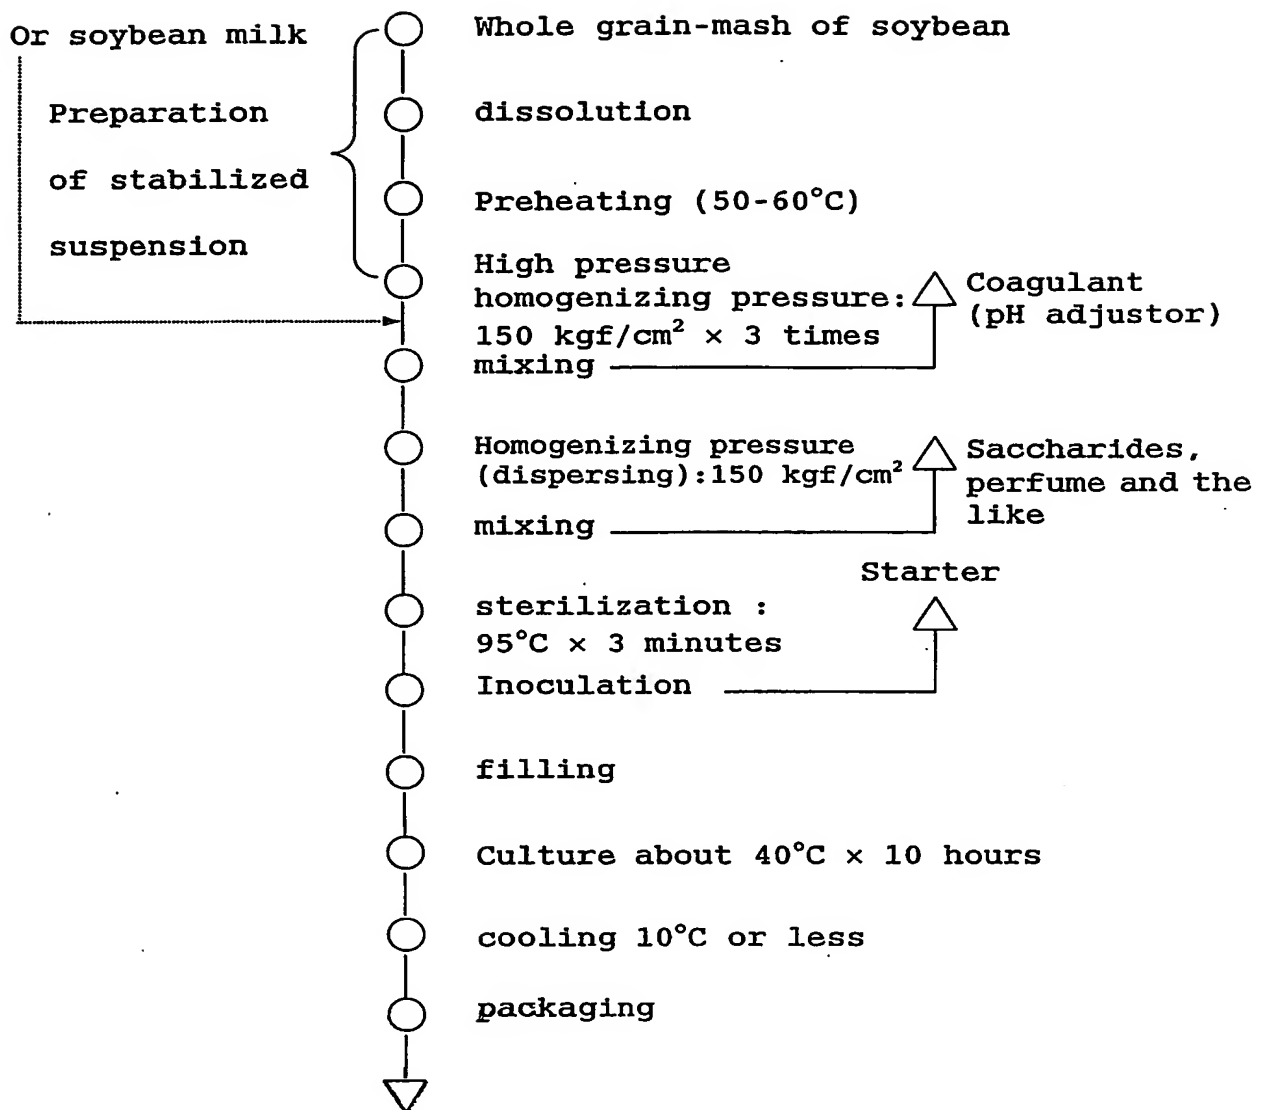 Or soybean milk
Whole grain-mash of soybean
Preparation
of stabilized
suspension
dissolution
Preheating (50-60°C)
High pressure
homogenizing pressure:
150 kgf/cm² × 3 times
Coagulant
(pH adjustor)
mixing
Homogenizing pressure
(dispersing):150 kgf/cm²
Saccharides,
perfume and the
like
mixing
Starter
sterilization :
95°C × 3 minutes
Inoculation
filling
Culture about 40°C × 10 hours
cooling 10°C or less
packaging